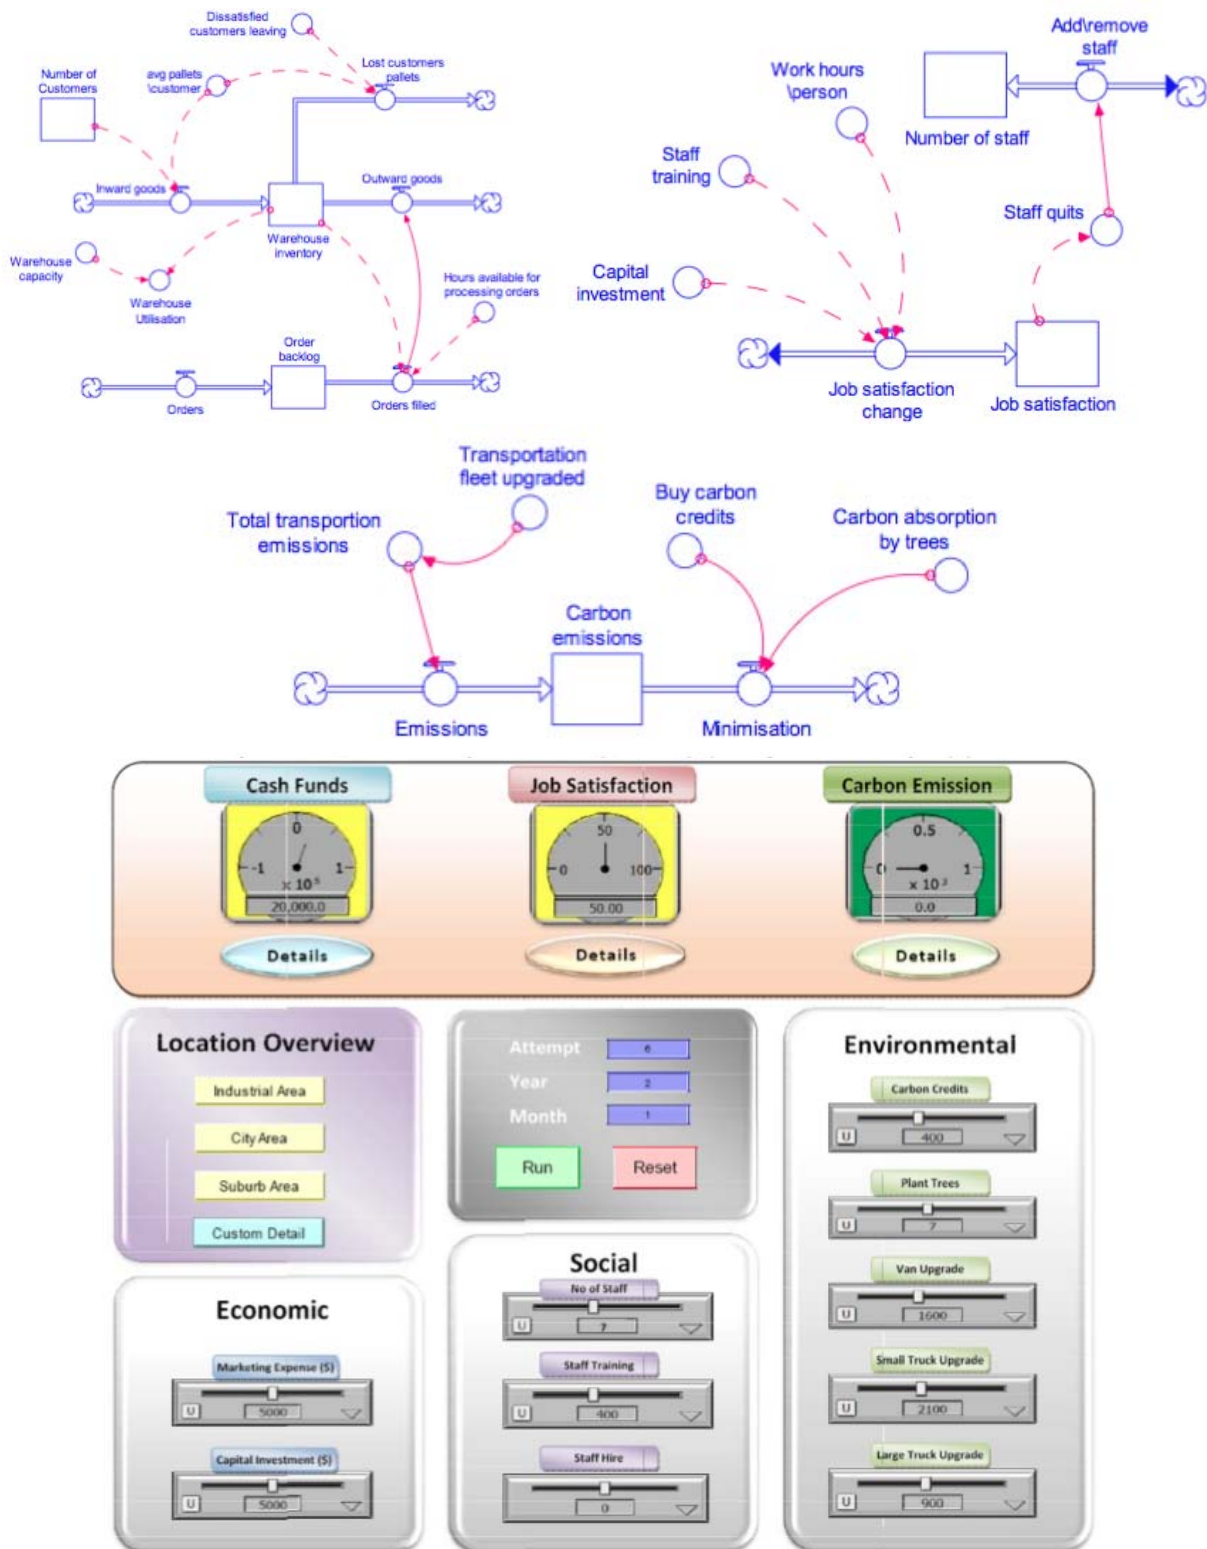 Dissatisfied
customers leaving
Number of
Customers
avg pallets
\customer
Lost customers
pallets
Inward goods
Outward goods
Warehouse
inventory
Warehouse
capacity
Warehouse
Utilisation
Hours available for
processing orders
Order
backlog
Orders
Orders filled
Add\remove
staff
Work hours
\person
Number of staff
Staff
training
Staff quits
Capital
investment
Job satisfaction
change
Job satisfaction
Transportation
fleet upgraded
Total transportion
emissions
Buy carbon
credits
Carbon absorption
by trees
Carbon
emissions
Emissions
Minimisation
Cash Funds
0
-1
1
x 10^5
20,000.0
Details
Job Satisfaction
50
0
100
50.00
Details
Carbon Emission
0.5
0
1
x 10^3
0.0
Details
Location Overview
Industrial Area
City Area
Suburb Area
Custom Detail
Attempt
6
Year
2
Month
1
Run
Reset
Economic
Marketing Expense ($)
U
5000
Capital Investment ($)
U
5000
Social
No of Staff
U
7
Staff Training
U
400
Staff Hire
0
Environmental
Carbon Credits
U
400
Plant Trees
U
7
Van Upgrade
U
1600
Small Truck Upgrade
U
2100
Large Truck Upgrade
U
900